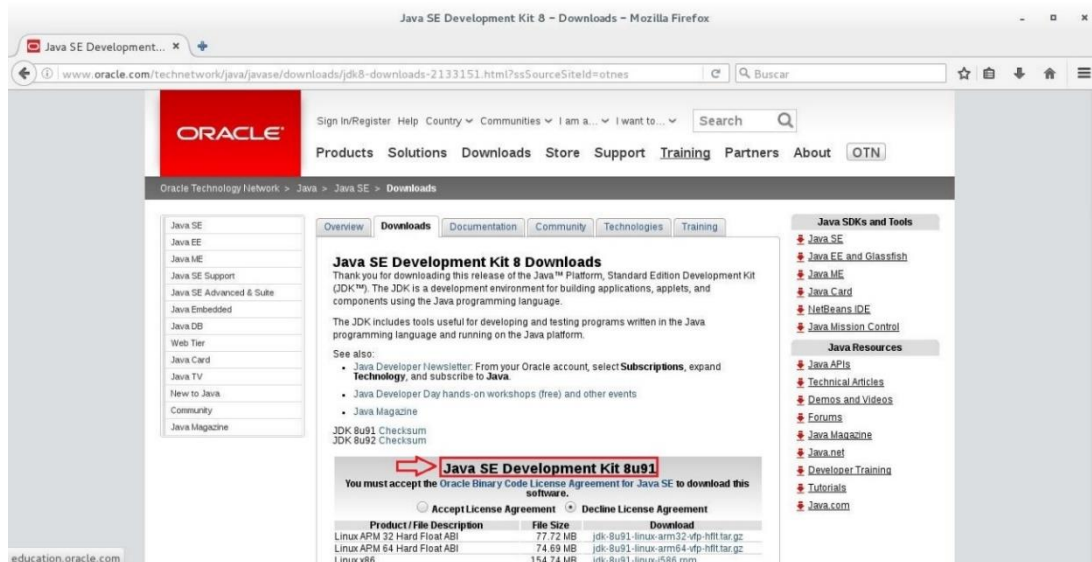 Java SE Development Kit 8 - Downloads - Mozilla Firefox
Java SE Development... ×
www.oracle.com/technetwork/java/javase/downloads/jdk8-downloads-2133151.html?ssSourceSiteId=otnes
Buscar
ORACLE
Sign In/Register Help Country Communities I am a... I want to... Search
Products Solutions Downloads Store Support Training Partners About OTN
Oracle Technology Network > Java > Java SE > Downloads
Java SE
Java EE
Java ME
Java SE Support
Java SE Advanced & Suite
Java Embedded
Java DB
Web Tier
Java Card
Java TV
New to Java
Community
Java Magazine
Overview Downloads Documentation Community Technologies Training
Java SE Development Kit 8 Downloads
Thank you for downloading this release of the Java™ Platform, Standard Edition Development Kit
(JDK™). The JDK is a development environment for building applications, applets, and
components using the Java programming language.
The JDK includes tools useful for developing and testing programs written in the Java
programming language and running on the Java platform.
See also:
• Java Developer Newsletter: From your Oracle account, select Subscriptions, expand
Technology, and subscribe to Java.
• Java Developer Day hands-on workshops (free) and other events
• Java Magazine
JDK 8u91 Checksum
JDK 8u92 Checksum
Java SE Development Kit 8u91
You must accept the Oracle Binary Code License Agreement for Java SE to download this
software.
Accept License Agreement Decline License Agreement
Product / File Description File Size Download
Linux ARM 32 Hard Float ABI 77.72 MB jdk-8u91-linux-arm32-vfp-hflt.tar.gz
Linux ARM 64 Hard Float ABI 74.69 MB jdk-8u91-linux-arm64-vfp-hflt.tar.gz
Linux x86 154.74 MB jdk-8u91-linux-i586.rpm
Java SDKs and Tools
Java SE
Java EE and Glassfish
Java ME
Java Card
NetBeans IDE
Java Mission Control
Java Resources
Java APIs
Technical Articles
Demos and Videos
Forums
Java Magazine
Java.net
Developer Training
Tutorials
Java.com
education.oracle.com